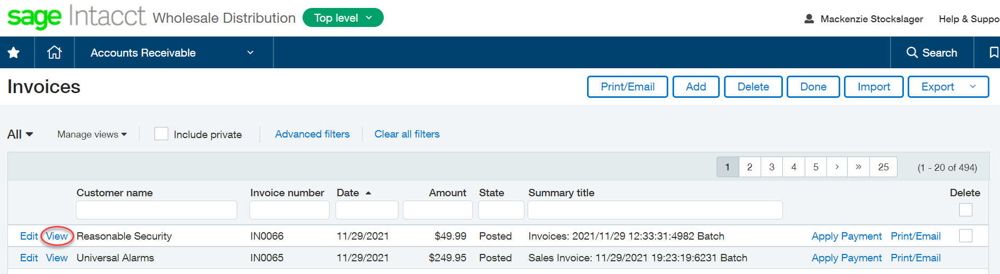 sage Intacct Wholesale Distribution Top level Mackenzie Stockslager Help & Suppo
Accounts Receivable Search
Invoices Print/Email Add Delete Done Import Export
All Manage views Include private Advanced filters Clear all filters
1 2 3 4 5 › » 25 (1 - 20 of 494)
Customer name Invoice number Date Amount State Summary title Delete
Edit View Reasonable Security IN0066 11/29/2021 $49.99 Posted Invoices: 2021/11/29 12:33:31:4982 Batch Apply Payment Print/Email
Edit View Universal Alarms IN0065 11/29/2021 $249.95 Posted Sales Invoice: 11/29/2021 19:23:19:6231 Batch Apply Payment Print/Email